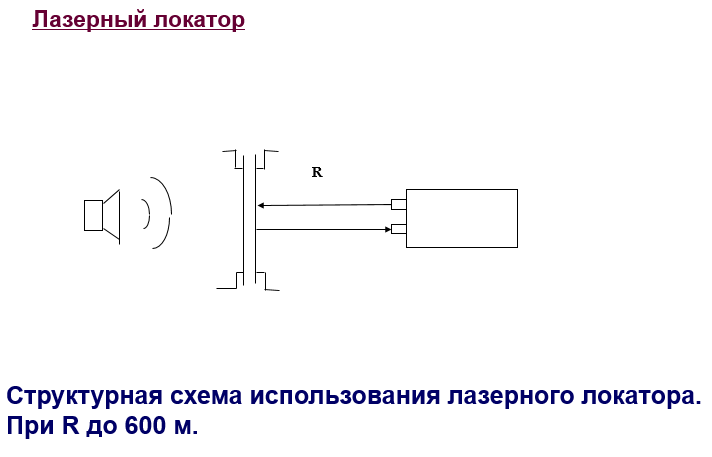 Лазерный локатор
R
Структурная схема использования лазерного локатора.
При R до 600 м.